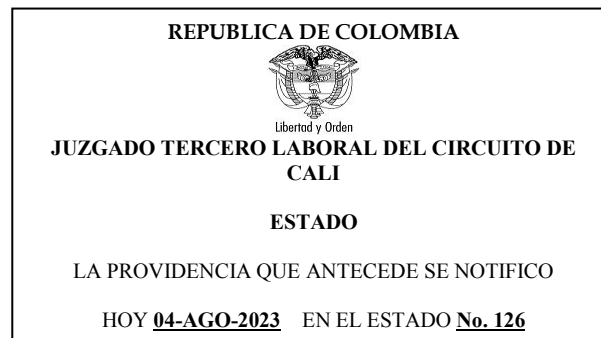 REPUBLICA DE COLOMBIA
Libertad y Orden
JUZGADO TERCERO LABORAL DEL CIRCUITO DE
CALI
ESTADO
LA PROVIDENCIA QUE ANTECEDE SE NOTIFICO
HOY 04-AGO-2023 EN EL ESTADO No. 126